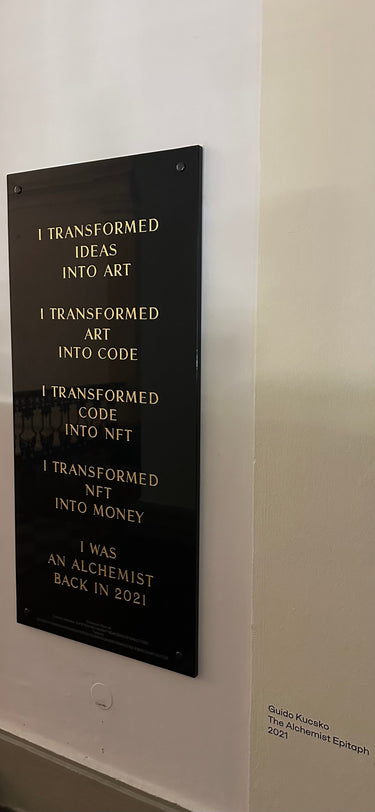 I TRANSFORMED
IDEAS
INTO ART
I TRANSFORMED
ART
INTO CODE
I TRANSFORMED
CODE
INTO NFT
I TRANSFORMED
NFT
INTO MONEY
I WAS
AN ALCHEMIST
BACK IN 2021
Guido Kucsko
The Alchemist Epitaph
2021